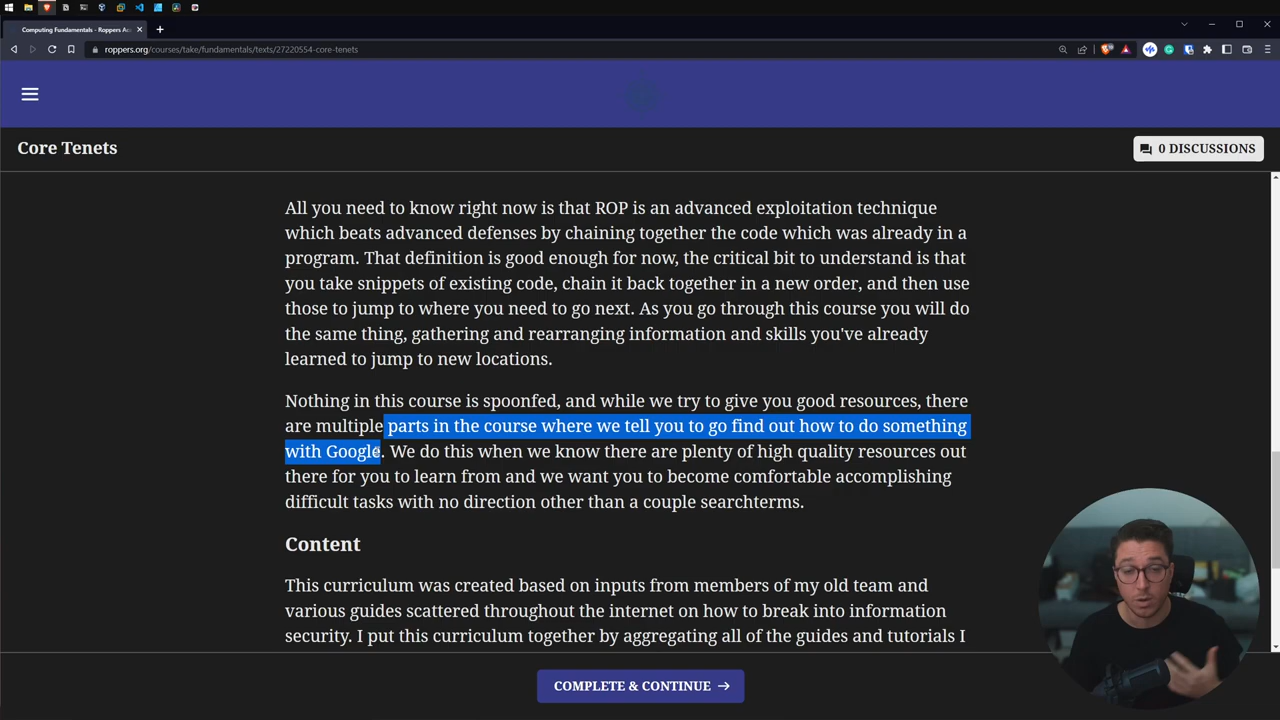 Computing Fundamentals - Roppers Ac
roppers.org/courses/take/fundamentals/texts/27220554-core-tenets
Core Tenets
0 DISCUSSIONS
All you need to know right now is that ROP is an advanced exploitation technique
which beats advanced defenses by chaining together the code which was already in a
program. That definition is good enough for now, the critical bit to understand is that
you take snippets of existing code, chain it back together in a new order, and then use
those to jump to where you need to go next. As you go through this course you will do
the same thing, gathering and rearranging information and skills you've already
learned to jump to new locations.
Nothing in this course is spoonfed, and while we try to give you good resources, there
are multiple parts in the course where we tell you to go find out how to do something
with Google. We do this when we know there are plenty of high quality resources out
there for you to learn from and we want you to become comfortable accomplishing
difficult tasks with no direction other than a couple searchterms.
Content
This curriculum was created based on inputs from members of my old team and
various guides scattered throughout the internet on how to break into information
security. I put this curriculum together by aggregating all of the guides and tutorials I
COMPLETE & CONTINUE →